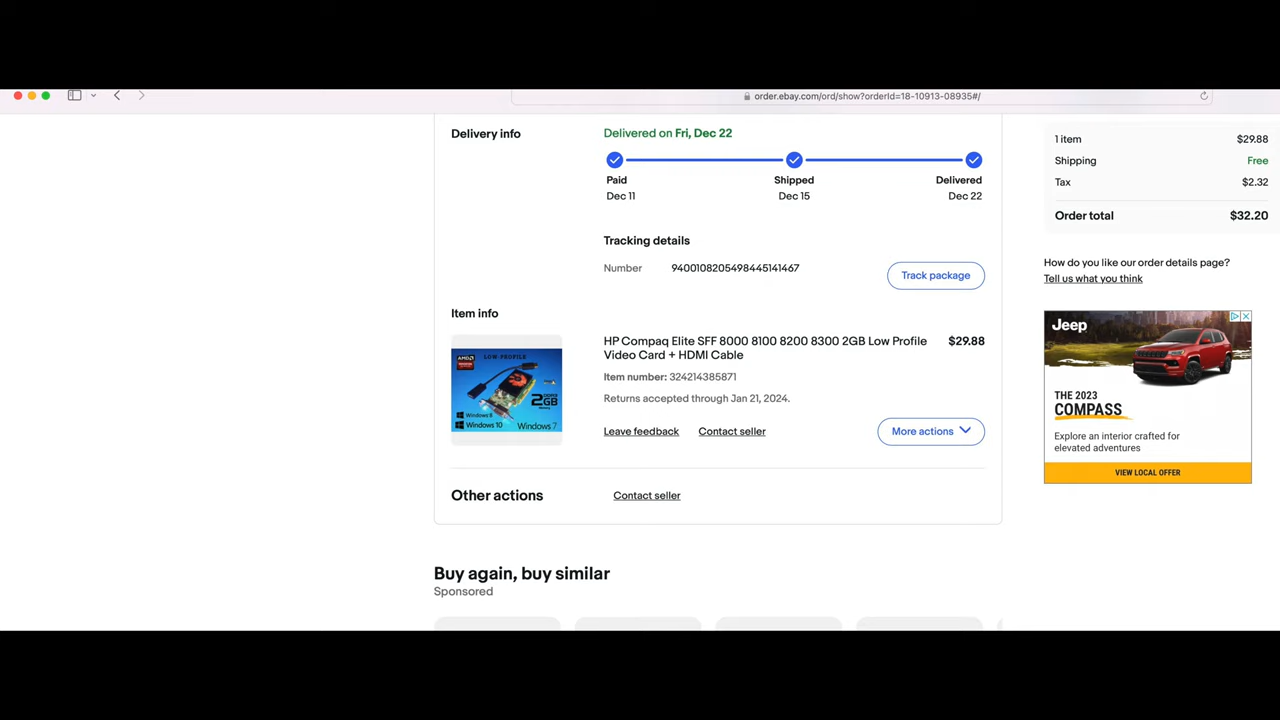 order.ebay.com/ord/show?orderId=18-10913-08935#/
Delivery info
Delivered on Fri, Dec 22
Paid
Dec 11
Shipped
Dec 15
Delivered
Dec 22
Tracking details
Number 9400108205498445141467
Track package
Item info
AMD
LOW-PROFILE
2GB
Windows 8
Windows 10
Windows 7
HP Compaq Elite SFF 8000 8100 8200 8300 2GB Low Profile
Video Card + HDMI Cable
$29.88
Item number: 324214385871
Returns accepted through Jan 21, 2024.
Leave feedback
Contact seller
More actions
Other actions
Contact seller
Buy again, buy similar
Sponsored
1 item $29.88
Shipping Free
Tax $2.32
Order total $32.20
How do you like our order details page?
Tell us what you think
Jeep
THE 2023
COMPASS
Explore an interior crafted for
elevated adventures
VIEW LOCAL OFFER